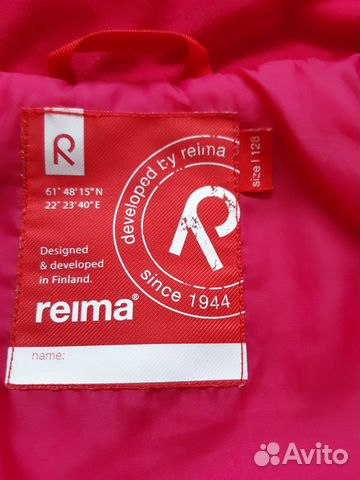 R
61° 48' 15" N
22° 23' 40" E
Designed
& developed
in Finland.
reima®
name:
developed by reima
R
since 1944
size | 128
Avito